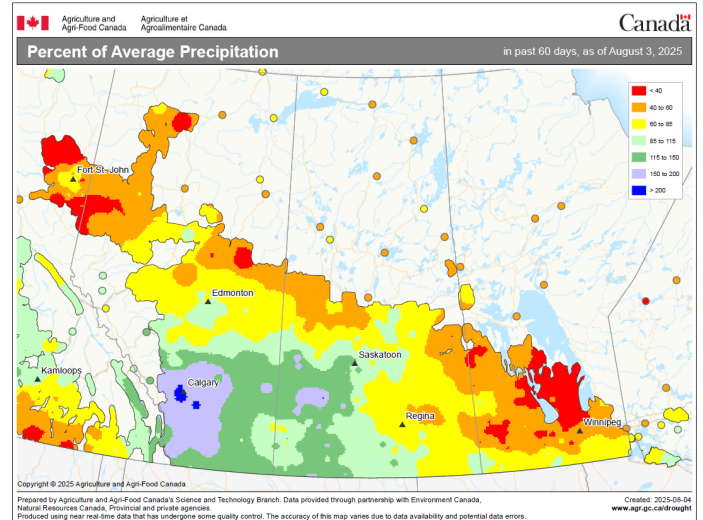 Agriculture and Agriculture et
Agri-Food Canada Agroalimentaire Canada
Canada
Percent of Average Precipitation
in past 60 days, as of August 3, 2025
< 40
40 to 60
60 to 85
85 to 115
115 to 150
150 to 200
> 200
Fort St. John
Edmonton
Saskatoon
Kamloops
Calgary
Regina
Winnipeg
Copyright © 2025 Agriculture and Agri-Food Canada
Prepared by Agriculture and Agri-Food Canada's Science and Technology Branch. Data provided through partnership with Environment Canada,
Natural Resources Canada, Provincial and private agencies.
Produced using near real-time data that has undergone some quality control. The accuracy of this map varies due to data availability and potential data errors.
Created: 2025-08-04
www.agr.gc.ca/drought